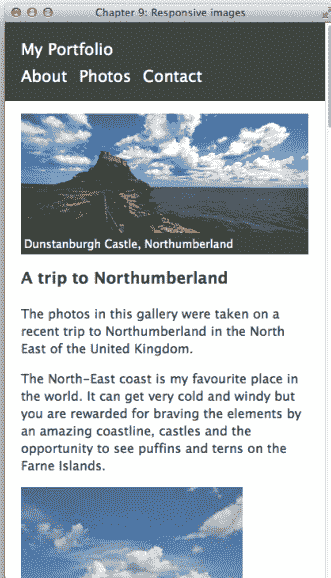 Chapter 9: Responsive images
My Portfolio
About Photos Contact
Dunstanburgh Castle, Northumberland
A trip to Northumberland
The photos in this gallery were taken on a
recent trip to Northumberland in the North
East of the United Kingdom.
The North-East coast is my favourite place in
the world. It can get very cold and windy but
you are rewarded for braving the elements by
an amazing coastline, castles and the
opportunity to see puffins and terns on the
Farne Islands.